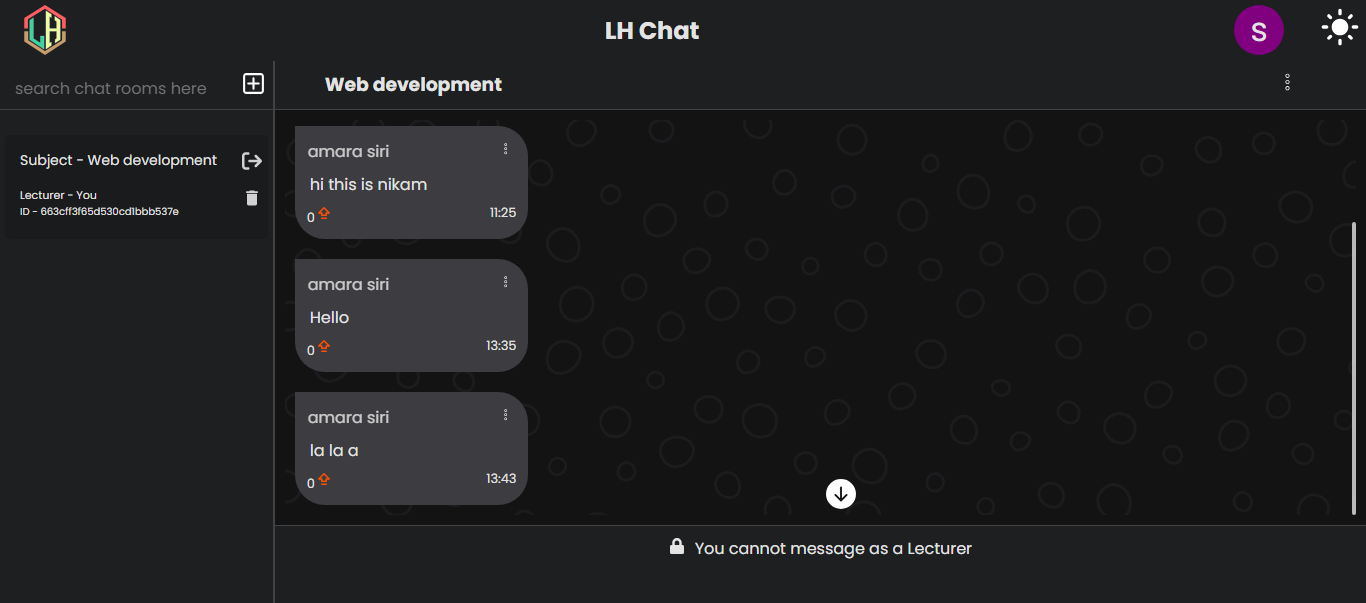 LH
LH Chat
S
search chat rooms here
Web development
Subject - Web development
Lecturer - You
ID - 663cff3f65d530cd1bbb537e
amara siri
hi this is nikam
0
11:25
amara siri
Hello
0
13:35
amara siri
la la a
0
13:43
You cannot message as a Lecturer